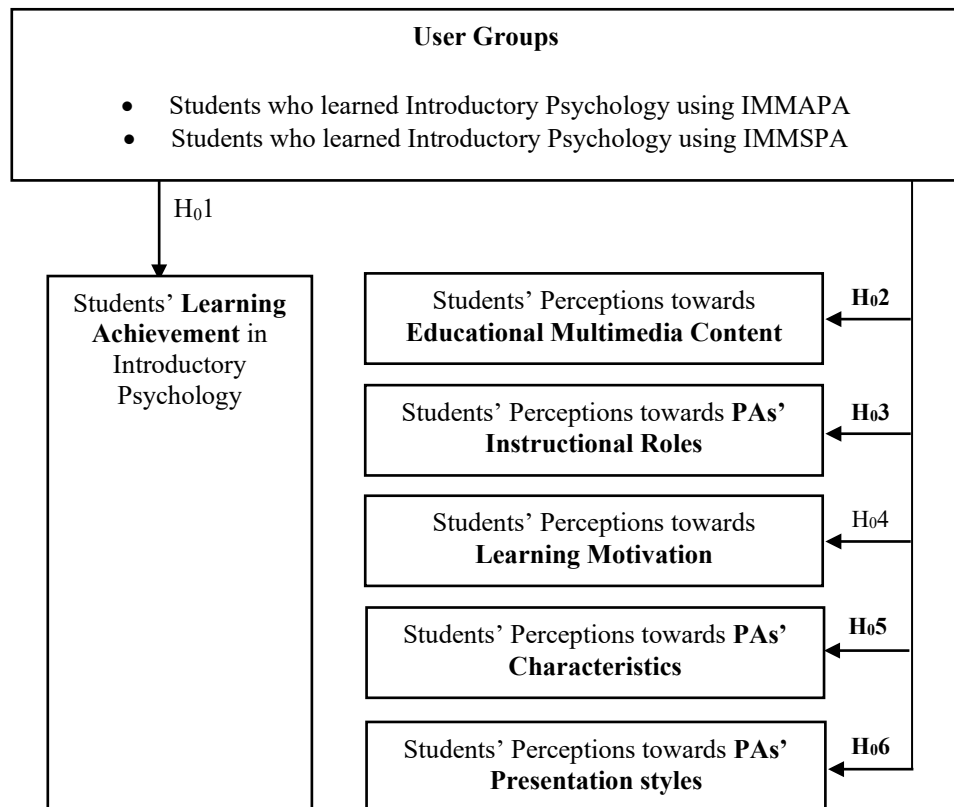 User Groups
• Students who learned Introductory Psychology using IMMAPA
• Students who learned Introductory Psychology using IMMSPA
H₀1
Students’ Learning
Achievement in
Introductory
Psychology
Students’ Perceptions towards
Educational Multimedia Content
H₀2
Students’ Perceptions towards PAs’
Instructional Roles
H₀3
Students’ Perceptions towards
Learning Motivation
H₀4
Students’ Perceptions towards PAs’
Characteristics
H₀5
Students’ Perceptions towards PAs’
Presentation styles
H₀6